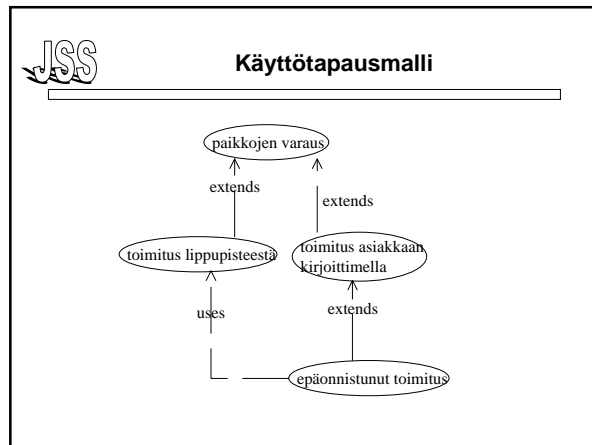 JSS
Käyttötapausmalli
paikkojen varaus
extends
extends
toimitus lippupisteestä
toimitus asiakkaan
kirjoittimella
uses
extends
epäonnistunut toimitus